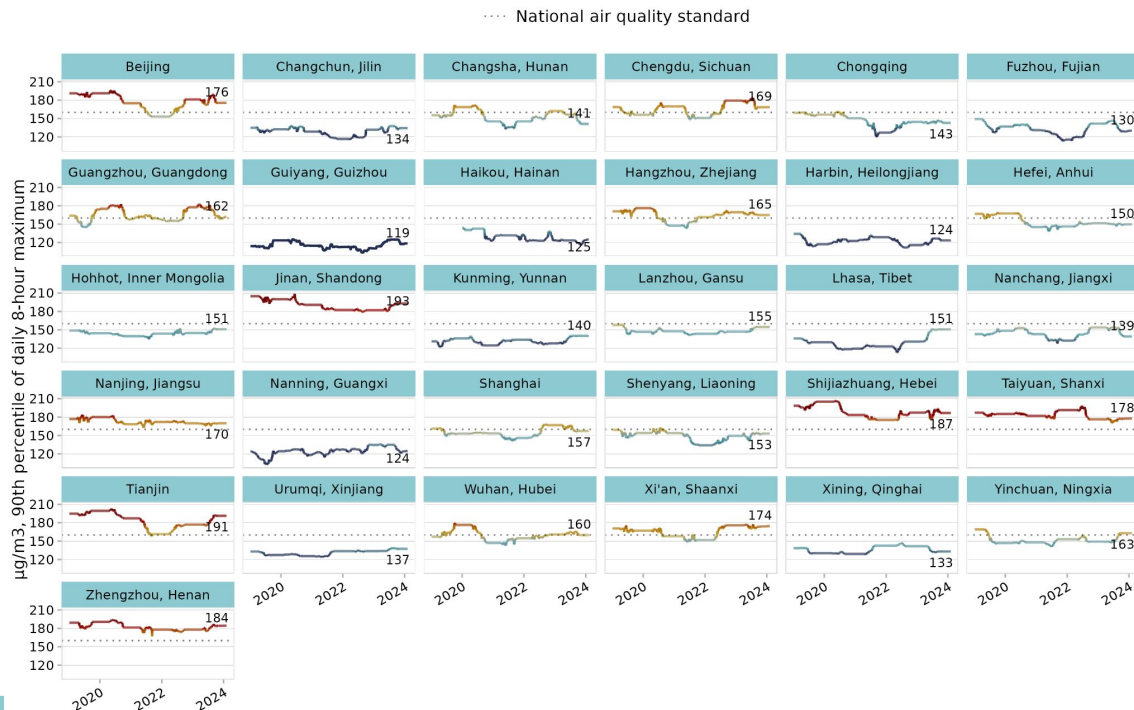 National air quality standard
µg/m3, 90th percentile of daily 8-hour maximum
Beijing
Changchun, Jilin
Changsha, Hunan
Chengdu, Sichuan
Chongqing
Fuzhou, Fujian
210
180
150
120
176
134
141
169
143
130
Guangzhou, Guangdong
Guiyang, Guizhou
Haikou, Hainan
Hangzhou, Zhejiang
Harbin, Heilongjiang
Hefei, Anhui
210
180
150
120
162
119
125
165
124
150
Hohhot, Inner Mongolia
Jinan, Shandong
Kunming, Yunnan
Lanzhou, Gansu
Lhasa, Tibet
Nanchang, Jiangxi
210
180
150
120
151
193
140
155
151
139
Nanjing, Jiangsu
Nanning, Guangxi
Shanghai
Shenyang, Liaoning
Shijiazhuang, Hebei
Taiyuan, Shanxi
210
180
150
120
170
124
157
153
187
178
Tianjin
Urumqi, Xinjiang
Wuhan, Hubei
Xi'an, Shaanxi
Xining, Qinghai
Yinchuan, Ningxia
210
180
150
120
191
137
160
174
133
163
2020 2022 2024
2020 2022 2024
2020 2022 2024
2020 2022 2024
2020 2022 2024
Zhengzhou, Henan
210
180
150
120
184
2020 2022 2024